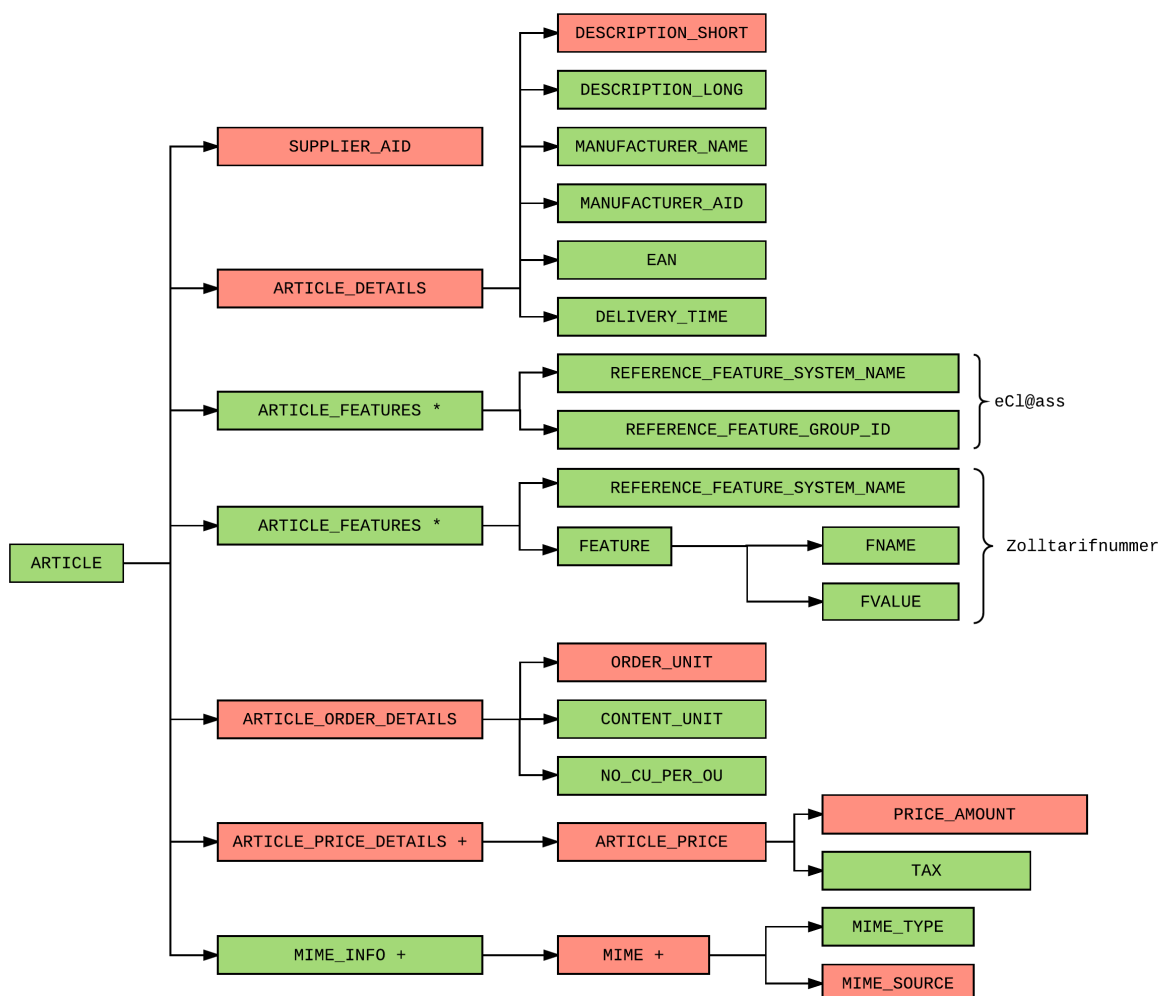 DESCRIPTION_SHORT
DESCRIPTION_LONG
SUPPLIER_AID
MANUFACTURER_NAME
MANUFACTURER_AID
EAN
ARTICLE_DETAILS
DELIVERY_TIME
REFERENCE_FEATURE_SYSTEM_NAME
eCl@ass
ARTICLE_FEATURES *
REFERENCE_FEATURE_GROUP_ID
REFERENCE_FEATURE_SYSTEM_NAME
ARTICLE_FEATURES *
FEATURE
FNAME
Zolltarifnummer
ARTICLE
FVALUE
ORDER_UNIT
ARTICLE_ORDER_DETAILS
CONTENT_UNIT
NO_CU_PER_OU
PRICE_AMOUNT
ARTICLE_PRICE_DETAILS +
ARTICLE_PRICE
TAX
MIME_TYPE
MIME_INFO +
MIME +
MIME_SOURCE